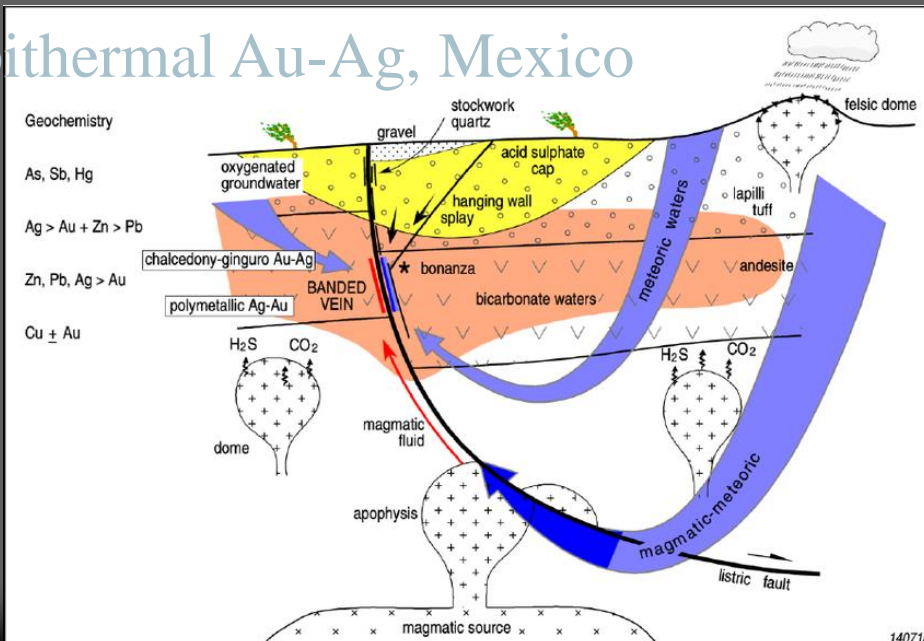 ithermal Au-Ag, Mexico
Geochemistry
As, Sb, Hg
Ag > Au + Zn > Pb
Zn, Pb, Ag > Au
Cu ± Au
stockwork
quartz
gravel
felsic dome
oxygenated
groundwater
acid sulphate
cap
hanging wall
splay
lapilli
tuff
meteoric waters
chalcedony-ginguro Au-Ag
* bonanza
andesite
BANDED
VEIN
bicarbonate waters
polymetallic Ag-Au
H2S
CO2
H2S
CO2
dome
magmatic
fluid
apophysis
magmatic-meteoric
listric fault
magmatic source